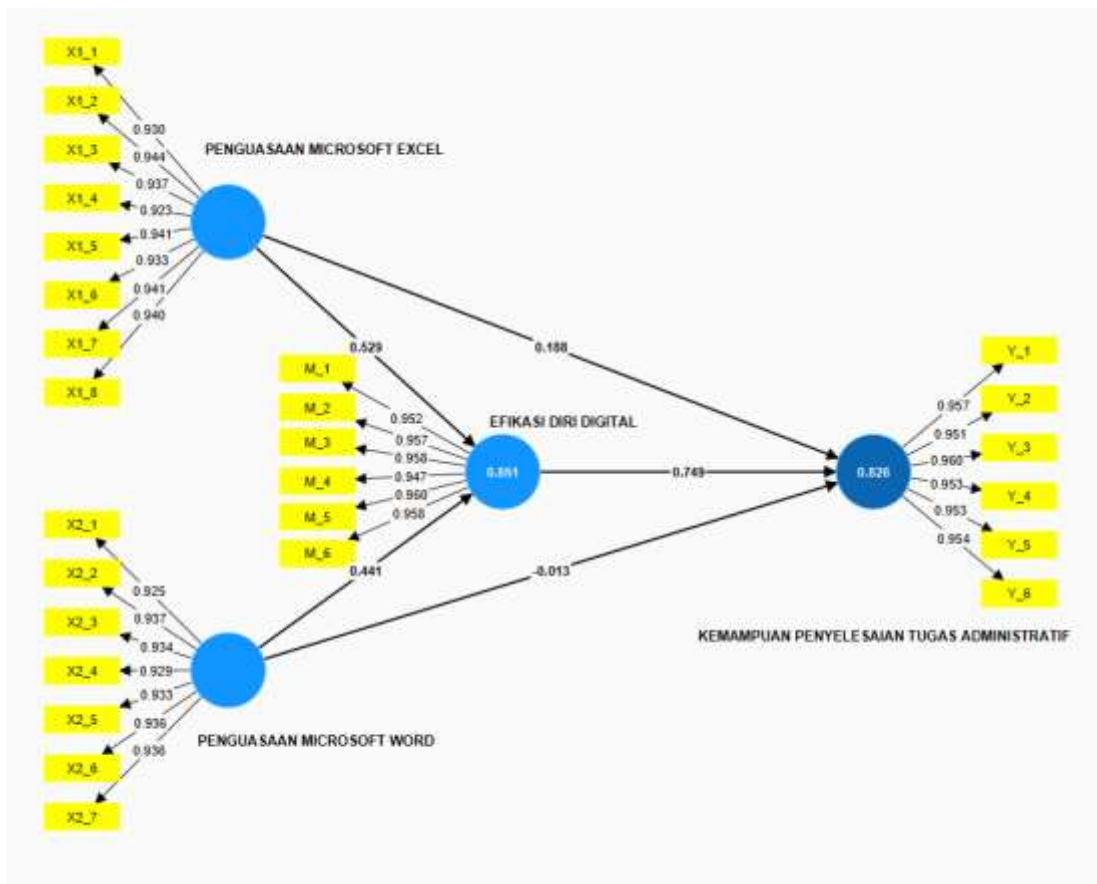 X1_1
X1_2
X1_3
X1_4
X1_5
X1_6
X1_7
X1_8
0.930
0.944
0.937
0.923
0.941
0.933
0.941
0.940
PENGUASAAN MICROSOFT EXCEL
0.529
0.188
M_1
M_2
M_3
M_4
M_5
M_6
0.952
0.957
0.958
0.947
0.960
0.958
EFIKASI DIRI DIGITAL
0.851
0.749
0.826
Y_1
Y_2
Y_3
Y_4
Y_5
Y_6
0.957
0.951
0.960
0.953
0.953
0.954
KEMAMPUAN PENYELESAIAN TUGAS ADMINISTRATIF
0.441
-0.013
X2_1
X2_2
X2_3
X2_4
X2_5
X2_6
X2_7
0.925
0.937
0.934
0.929
0.933
0.936
0.936
PENGUASAAN MICROSOFT WORD